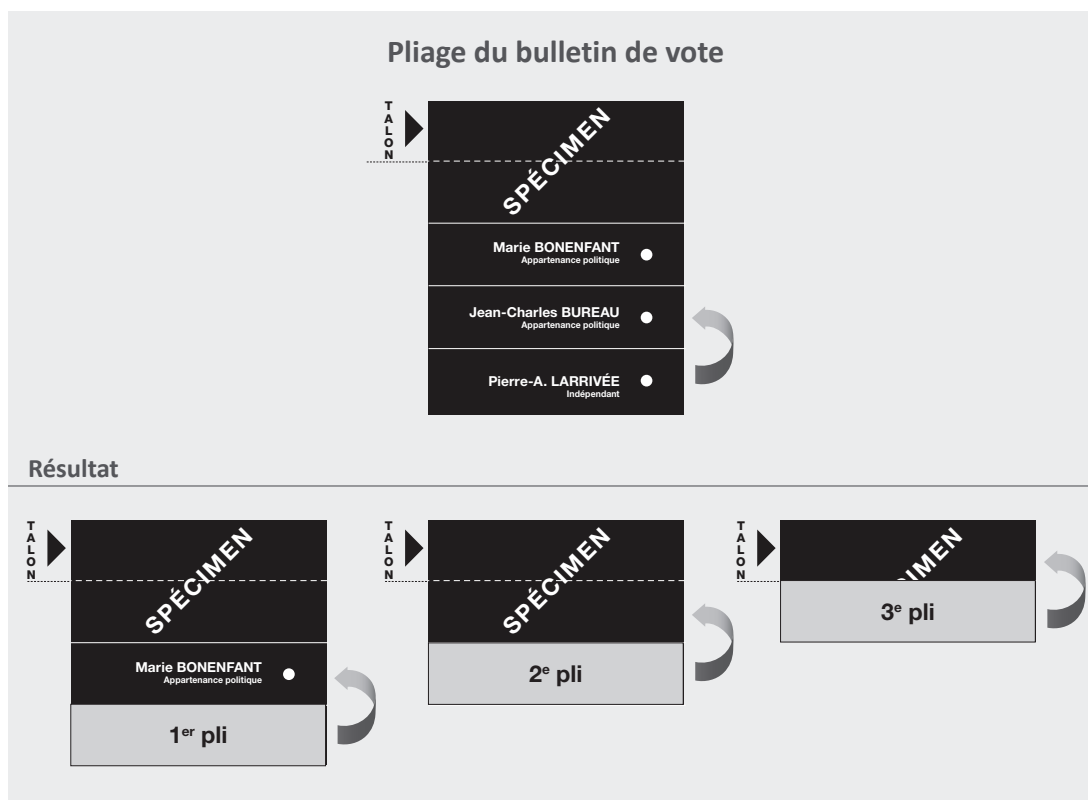 Pliage du bulletin de vote
TALON
SPÉCIMEN
Marie BONENFANT
Appartenance politique
Jean-Charles BUREAU
Appartenance politique
Pierre-A. LARRIVÉE
Indépendant
Résultat
TALON
SPÉCIMEN
Marie BONENFANT
Appartenance politique
1er pli
TALON
SPÉCIMEN
2e pli
TALON
IMEN
3e pli